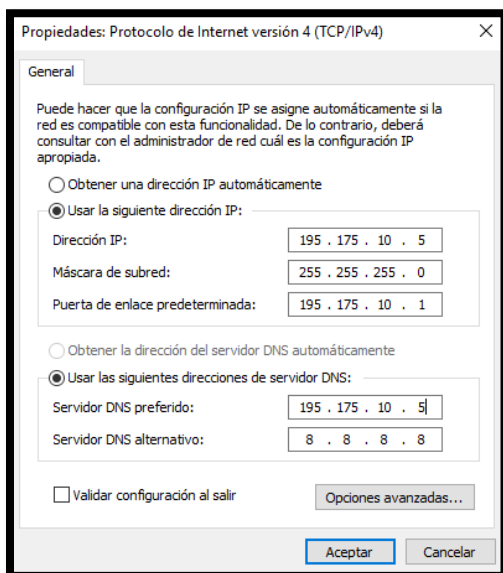 Propiedades: Protocolo de Internet versión 4 (TCP/IPv4)
General
Puede hacer que la configuración IP se asigne automáticamente si la
red es compatible con esta funcionalidad. De lo contrario, deberá
consultar con el administrador de red cuál es la configuración IP
apropiada.
Obtener una dirección IP automáticamente
Usar la siguiente dirección IP:
Dirección IP: 195 . 175 . 10 . 5
Máscara de subred: 255 . 255 . 255 . 0
Puerta de enlace predeterminada: 195 . 175 . 10 . 1
Obtener la dirección del servidor DNS automáticamente
Usar las siguientes direcciones de servidor DNS:
Servidor DNS preferido: 195 . 175 . 10 . 5
Servidor DNS alternativo: 8 . 8 . 8 . 8
Validar configuración al salir Opciones avanzadas...
Aceptar Cancelar